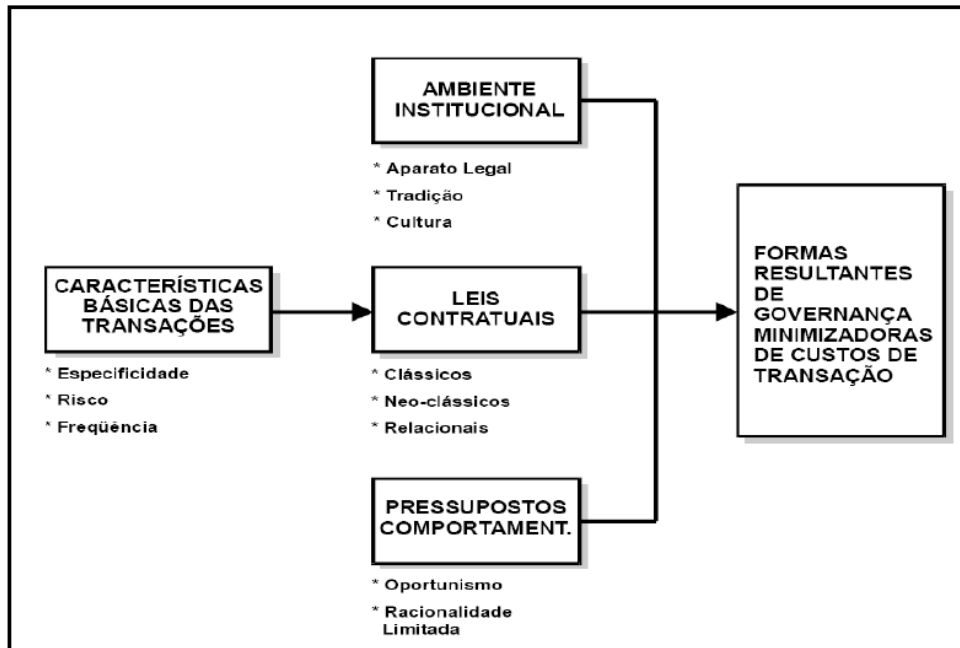 AMBIENTE
INSTITUCIONAL
* Aparato Legal
* Tradição
* Cultura
CARACTERÍSTICAS
BÁSICAS DAS
TRANSAÇÕES
* Especificidade
* Risco
* Freqüência
LEIS
CONTRATUAIS
* Clássicos
* Neo-clássicos
* Relacionais
PRESSUPOSTOS
COMPORTAMENT.
* Oportunismo
* Racionalidade
Limitada
FORMAS
RESULTANTES
DE
GOVERNANÇA
MINIMIZADORAS
DE CUSTOS DE
TRANSAÇÃO